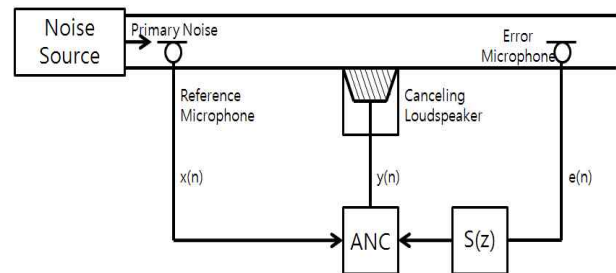 Noise
Source
Primary Noise
Error
Microphone
Reference
Microphone
Canceling
Loudspeaker
x(n)
y(n)
e(n)
ANC
S(z)